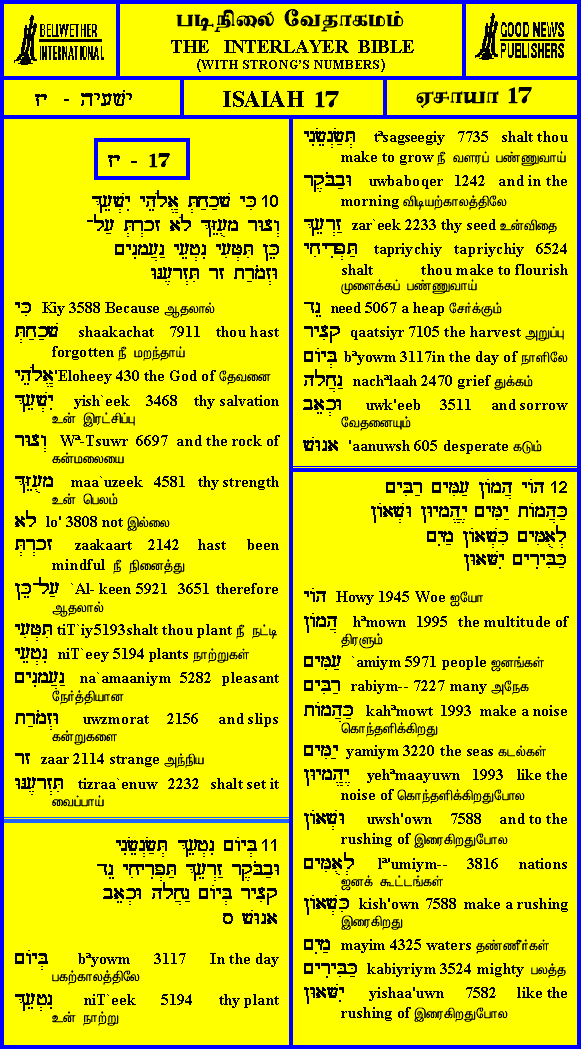 BELLWETHER
INTERNATIONAL
படிநிலை வேதாகமம்
THE INTERLAYER BIBLE
(WITH STRONG'S NUMBERS)
GOOD NEWS
PUBLISHERS
ישעיה - יז
ISAIAH 17
ஏசாயா 17
יז - 17
10 כִּי שָׁכַחַתְּ אֱלֹהֵי יִשְׁעֵךְ
וְצוּר מָעֻזֵּךְ לֹא זָכָרְתְּ עַל־
כֵּן תִּטְּעִי נִטְעֵי נַעֲמָנִים
וּזְמֹרַת זָר תִּזְרָעֶנּוּ
כִּי Kiy 3588 Because ஆதலால்
שָׁכַחַתְּ shaakachat 7911 thou hast
forgotten நீ மறந்தாய்
אֱלֹהֵי 'Eloheey 430 the God of தேவனை
יִשְׁעֵךְ yish`eek 3468 thy salvation
உன் இரட்சிப்பு
וְצוּר Wª-Tsuwr 6697 and the rock of
கன்மலையை
מָעֻזֵּךְ maa`uzeek 4581 thy strength
உன் பெலம்
לֹא lo' 3808 not இல்லை
זָכָרְתְּ zaakaart 2142 hast been
mindful நீ நினைத்து
עַל־כֵּן `Al- keen 5921 3651 therefore
ஆதலால்
תִּטְּעִי tiT`iy5193shalt thou plant நீ நட்டி
נִטְעֵי niT`eey 5194 plants நாற்றுகள்
נַעֲמָנִים na`amaaniym 5282 pleasant
நேர்த்தியான
וּזְמֹרַת uwzmorat 2156 and slips
கன்றுகளை
זָר zaar 2114 strange அந்நிய
תִּזְרָעֶנּוּ tizraa`enuw 2232 shalt set it
வைப்பாய்
11 בְּיוֹם נִטְעֵךְ תְּשַׂגְשֵׂגִי
וּבַבֹּקֶר זַרְעֵךְ תַּפְרִיחִי נֵד
קָצִיר בְּיוֹם נַחֲלָה וּכְאֵב
אָנוּשׁ ס
בְּיוֹם bªyowm 3117 In the day
பகற்காலத்திலே
נִטְעֵךְ niT`eek 5194 thy plant
உன் நாற்று
תְּשַׂגְשֵׂגִי tªsagseegiy 7735 shalt thou
make to grow நீ வளரப் பண்ணுவாய்
וּבַבֹּקֶר uwbaboqer 1242 and in the
morning விடியற்காலத்திலே
זַרְעֵךְ zar`eek 2233 thy seed உன்விதை
תַּפְרִיחִי tapriychiy tapriychiy 6524
shalt thou make to flourish
முளைக்கப் பண்ணுவாய்
נֵד need 5067 a heap சேர்க்கும்
קָצִיר qaatsiyr 7105 the harvest அறுப்பு
בְּיוֹם bªyowm 3117in the day of நாளிலே
נַחֲלָה nachªlaah 2470 grief துக்கம்
וּכְאֵב uwk'eeb 3511 and sorrow
வேதனையும்
אָנוּשׁ 'aanuwsh 605 desperate கடும்
12 הוֹי הֲמוֹן עַמִּים רַבִּים
כַּהֲמוֹת יַמִּים יֶהֱמָיוּן וּשְׁאוֹן
לְאֻמִּים כִּשְׁאוֹן מַיִם
כַּבִּירִים יִשָּׁאוּן
הוֹי Howy 1945 Woe ஐயோ
הֲמוֹן hªmown 1995 the multitude of
திரளும்
עַמִּים `amiym 5971 people ஜனங்கள்
רַבִּים rabiym-- 7227 many அநேக
כַּהֲמוֹת kahªmowt 1993 make a noise
கொந்தளிக்கிறது
יַמִּים yamiym 3220 the seas கடல்கள்
יֶהֱמָיוּן yehªmaayuwn 1993 like the
noise of கொந்தளிக்கிறதுபோல
וּשְׁאוֹן uwsh'own 7588 and to the
rushing of இரைகிறதுபோல
לְאֻמִּים lª'umiym-- 3816 nations
ஜனக் கூட்டங்கள்
כִּשְׁאוֹן kish'own 7588 make a rushing
இரைகிறது
מַיִם mayim 4325 waters தண்ணீர்கள்
כַּבִּירִים kabiyriym 3524 mighty பலத்த
יִשָּׁאוּן yishaa'uwn 7582 like the
rushing of இரைகிறதுபோல